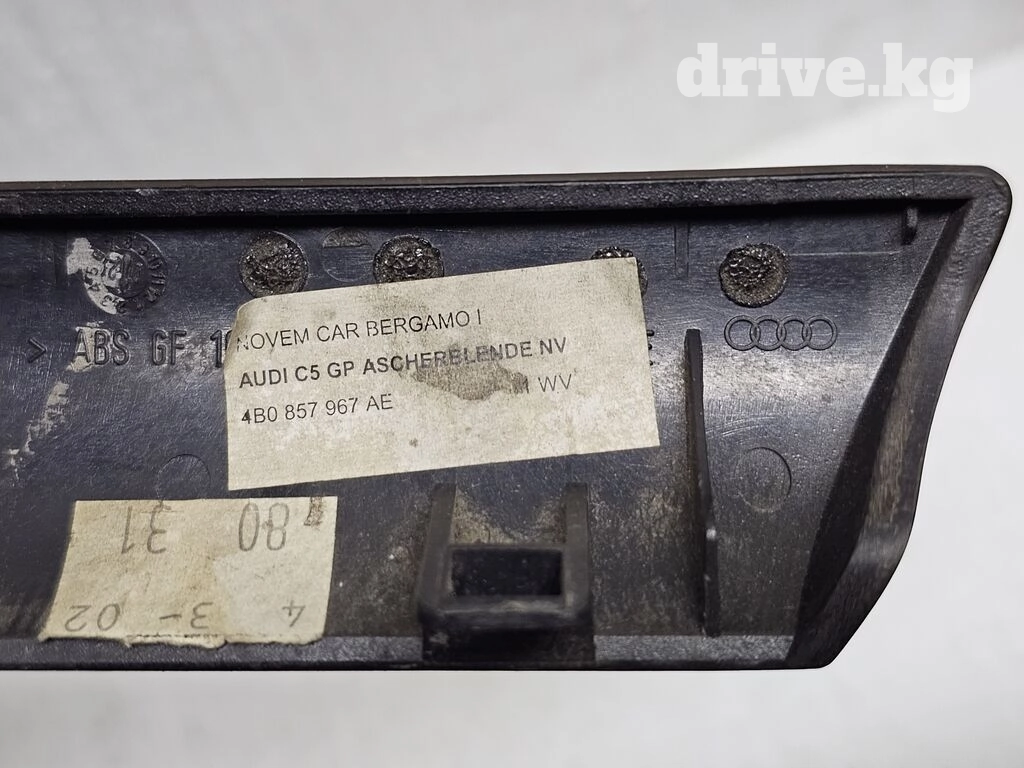 drive.kg
> ABS GF 1
NOVEM CAR BERGAMO I
AUDI C5 GP ASCHERBLENDE NV
4B0 857 967 AE WV
80 31
4 3- 02